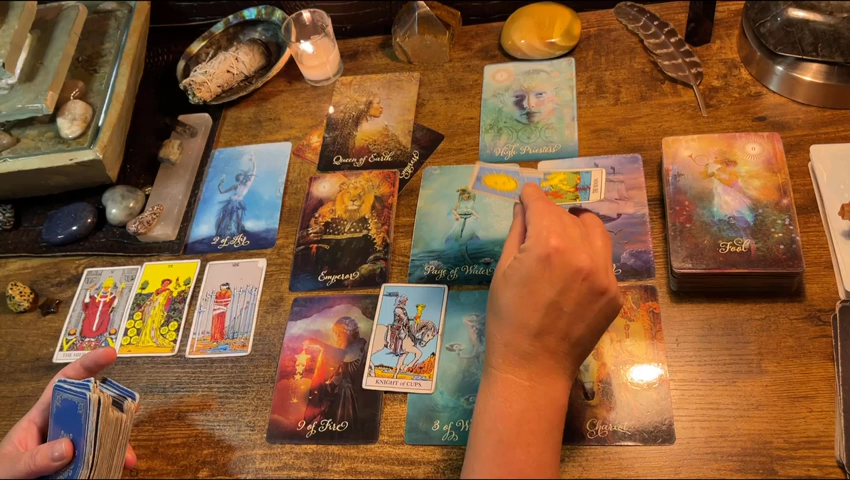 Queen of Earth
High Priestess
2 of Air
Emperor
Page of Water
Fool
0
KNIGHT of CUPS.
9 of Fire
3 of W
Chariot